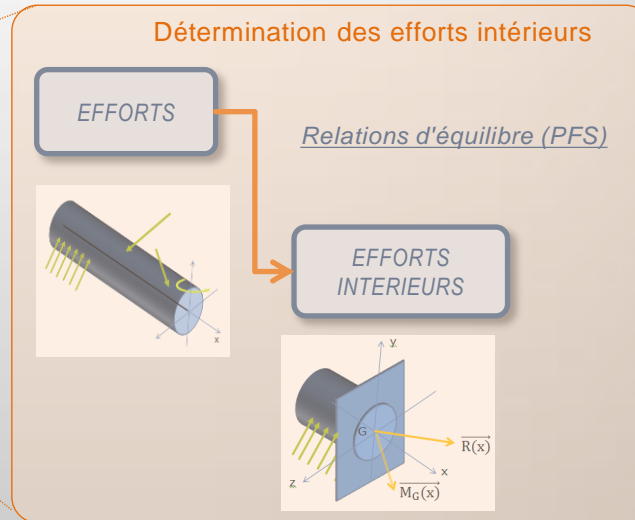 Détermination des efforts intérieurs
EFFORTS
Relations d'équilibre (PFS)
EFFORTS
INTERIEURS
x
y
G
R(x)
x
z
M_G(x)